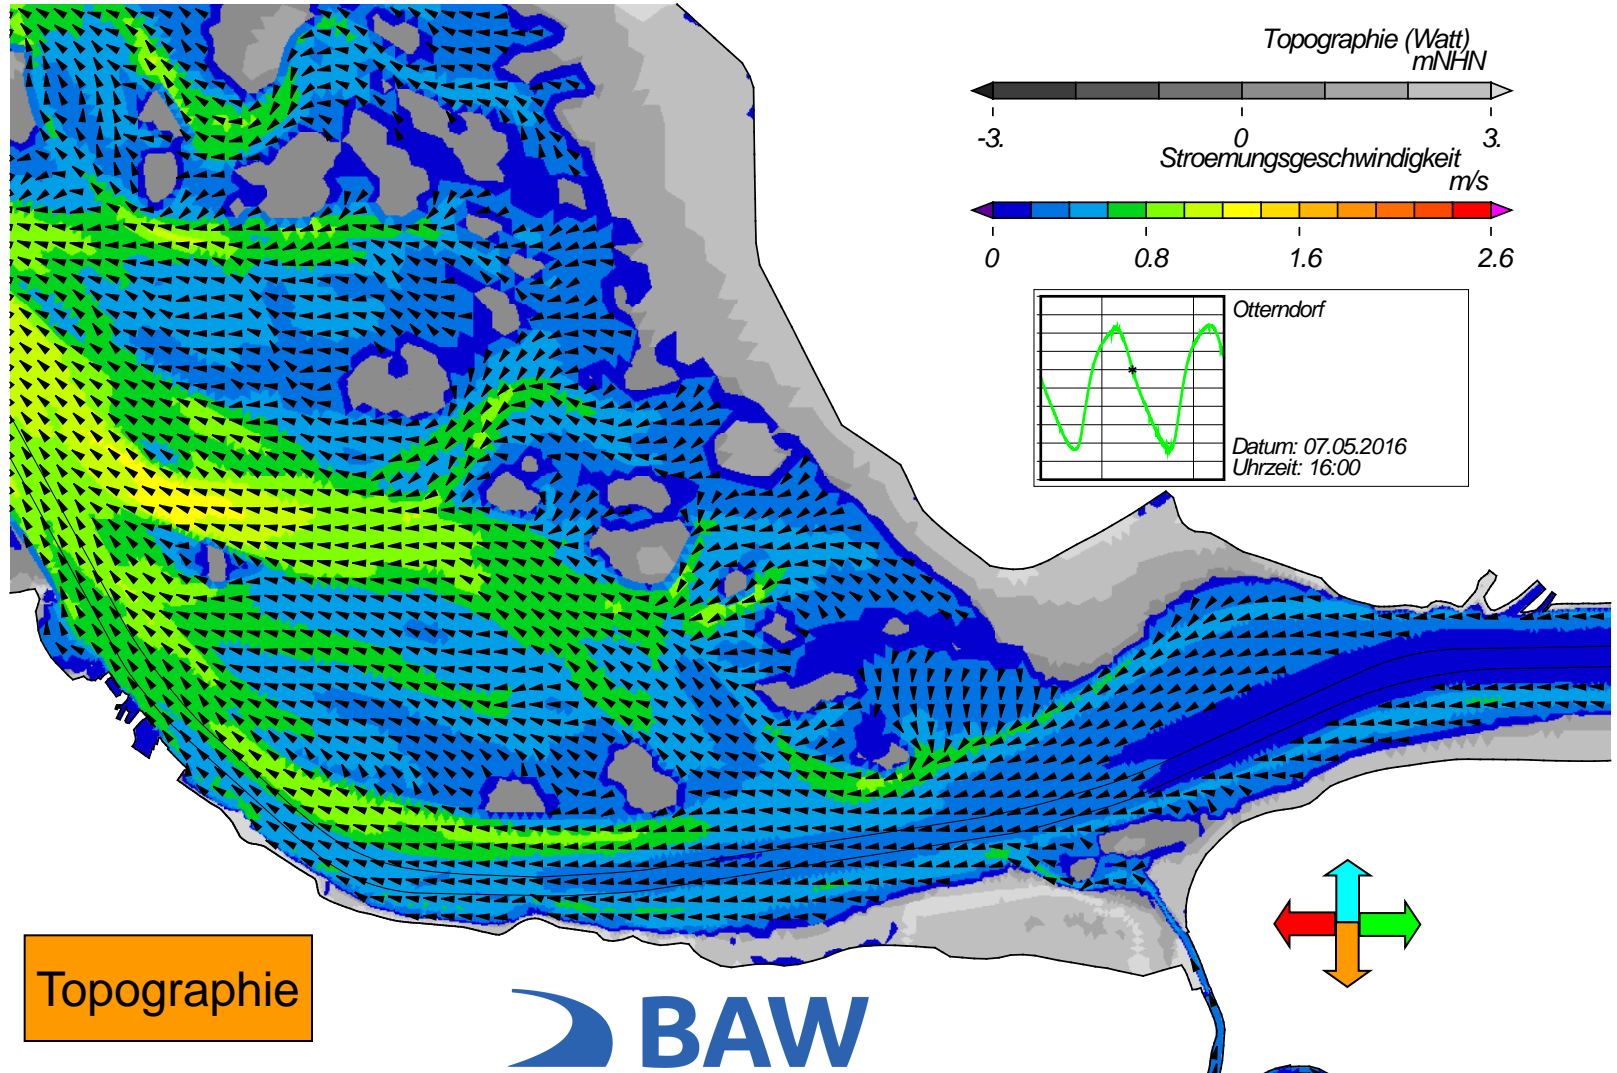 Topographie (Watt)
mNHN
-3. 0 3.
Stroemungsgeschwindigkeit
m/s
0 0.8 1.6 2.6
Otterndorf
Datum: 07.05.2016
Uhrzeit: 16:00
Topographie
BAW